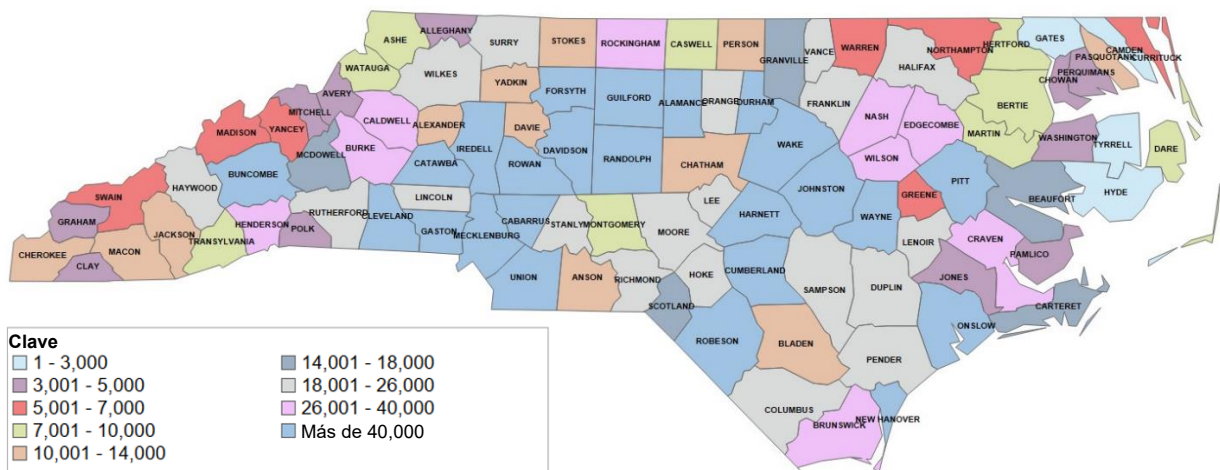 ALLEGHANY
ASHE
SURRY
STOKES
ROCKINGHAM
CASWELL
PERSON
GRANVILLE
VANCE
WARREN
NORTHAMPTON
HERTFORD
GATES
CAMDEN
CURRITUCK
PASQUOTANK
PERQUIMANS
CHOWAN
WATAUGA
WILKES
YADKIN
FORSYTH
GUILFORD
ALAMANCE
ORANGE
DURHAM
FRANKLIN
HALIFAX
BERTIE
AVERY
MITCHELL
CALDWELL
ALEXANDER
DAVIE
NASH
EDGECOMBE
MARTIN
WASHINGTON
TYRRELL
DARE
MADISON
YANCEY
MCDOWELL
BURKE
CATAWBA
IREDELL
ROWAN
DAVIDSON
RANDOLPH
CHATHAM
WAKE
WILSON
PITT
BEAUFORT
HYDE
SWAIN
HAYWOOD
BUNCOMBE
GRAHAM
JACKSON
HENDERSON
RUTHERFORD
POLK
CLEVELAND
LINCOLN
GASTON
MECKLENBURG
CABARRUS
STANLY
MONTGOMERY
MOORE
LEE
HARNETT
JOHNSTON
WAYNE
GREENE
LENOIR
CRAVEN
PAMLICO
CHEROKEE
CLAY
MACON
TRANSYLVANIA
UNION
ANSON
RICHMOND
SCOTLAND
HOKE
CUMBERLAND
SAMPSON
DUPLIN
JONES
CARTERET
ONSLOW
ROBESON
BLADEN
PENDER
COLUMBUS
BRUNSWICK
NEW HANOVER
Clave
1 - 3,000
3,001 - 5,000
5,001 - 7,000
7,001 - 10,000
10,001 - 14,000
14,001 - 18,000
18,001 - 26,000
26,001 - 40,000
Más de 40,000